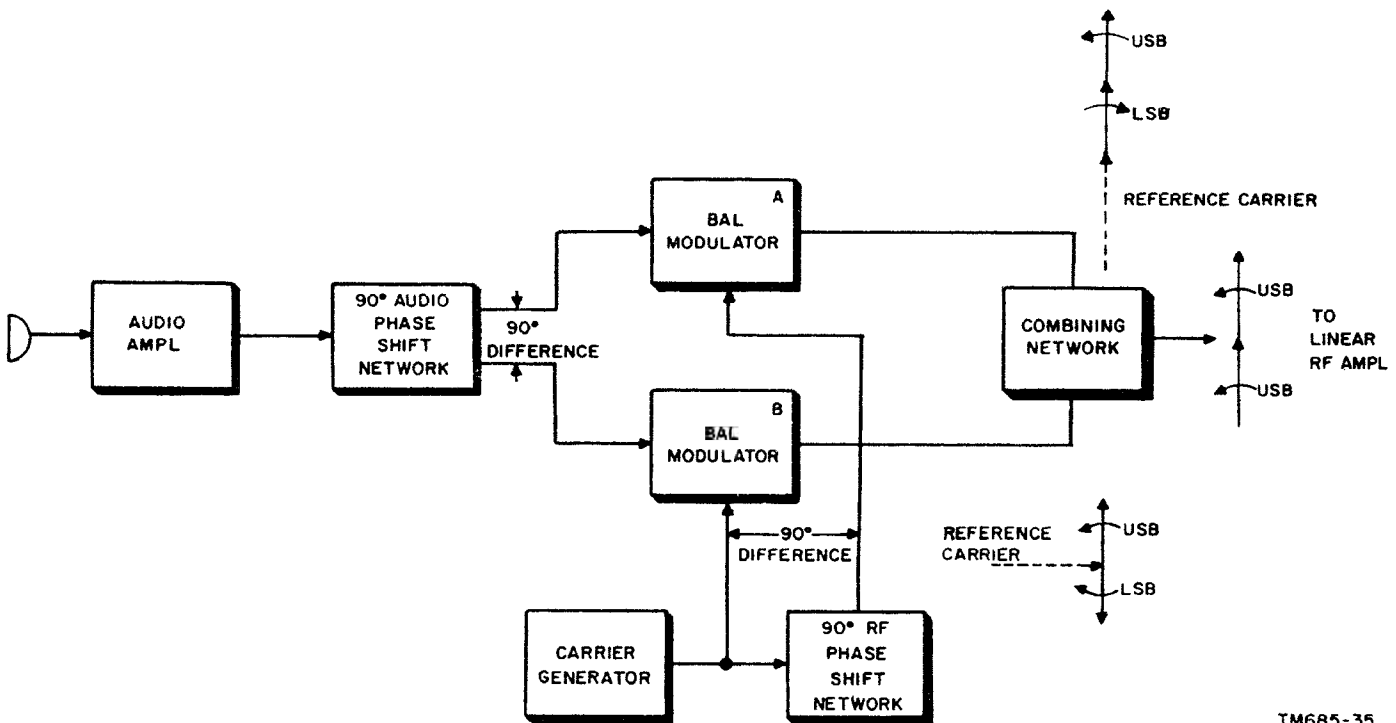 USB
LSB
REFERENCE CARRIER
A
BAL
MODULATOR
AUDIO
AMPL
90° AUDIO
PHASE
SHIFT
NETWORK
90°
DIFFERENCE
COMBINING
NETWORK
USB
USB
TO
LINEAR
RF AMPL
B
BAL
MODULATOR
90°
DIFFERENCE
REFERENCE
CARRIER
USB
LSB
CARRIER
GENERATOR
90° RF
PHASE
SHIFT
NETWORK
TM685-35